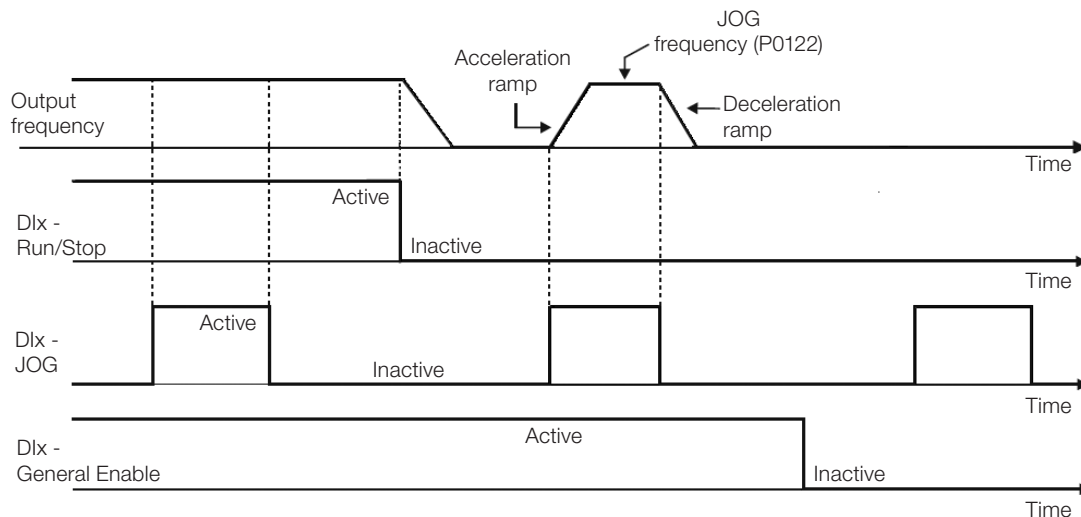 JOG
frequency (P0122)
Acceleration
ramp
Output
frequency
Deceleration
ramp
Time
Active
DIx -
Run/Stop
Inactive
Time
Active
DIx -
JOG
Inactive
Time
Active
DIx -
General Enable
Inactive
Time